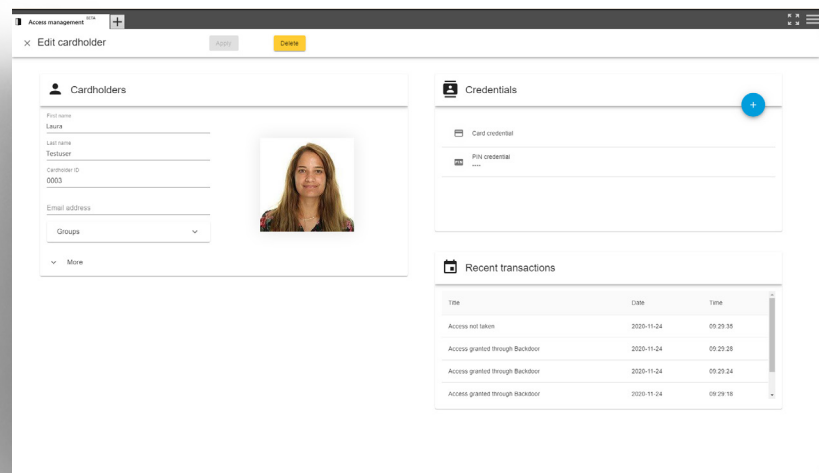 Access management BETA
Edit cardholder
Apply
Delete
Cardholders
First name
Laura
Last name
Testuser
Cardholder ID
0003
Email address
Groups
More
Credentials
+
Card credential
PIN credential
----
Recent transactions
Title Date Time
Access not taken 2020-11-24 09:29:35
Access granted through Backdoor 2020-11-24 09:29:28
Access granted through Backdoor 2020-11-24 09:29:24
Access granted through Backdoor 2020-11-24 09:29:18